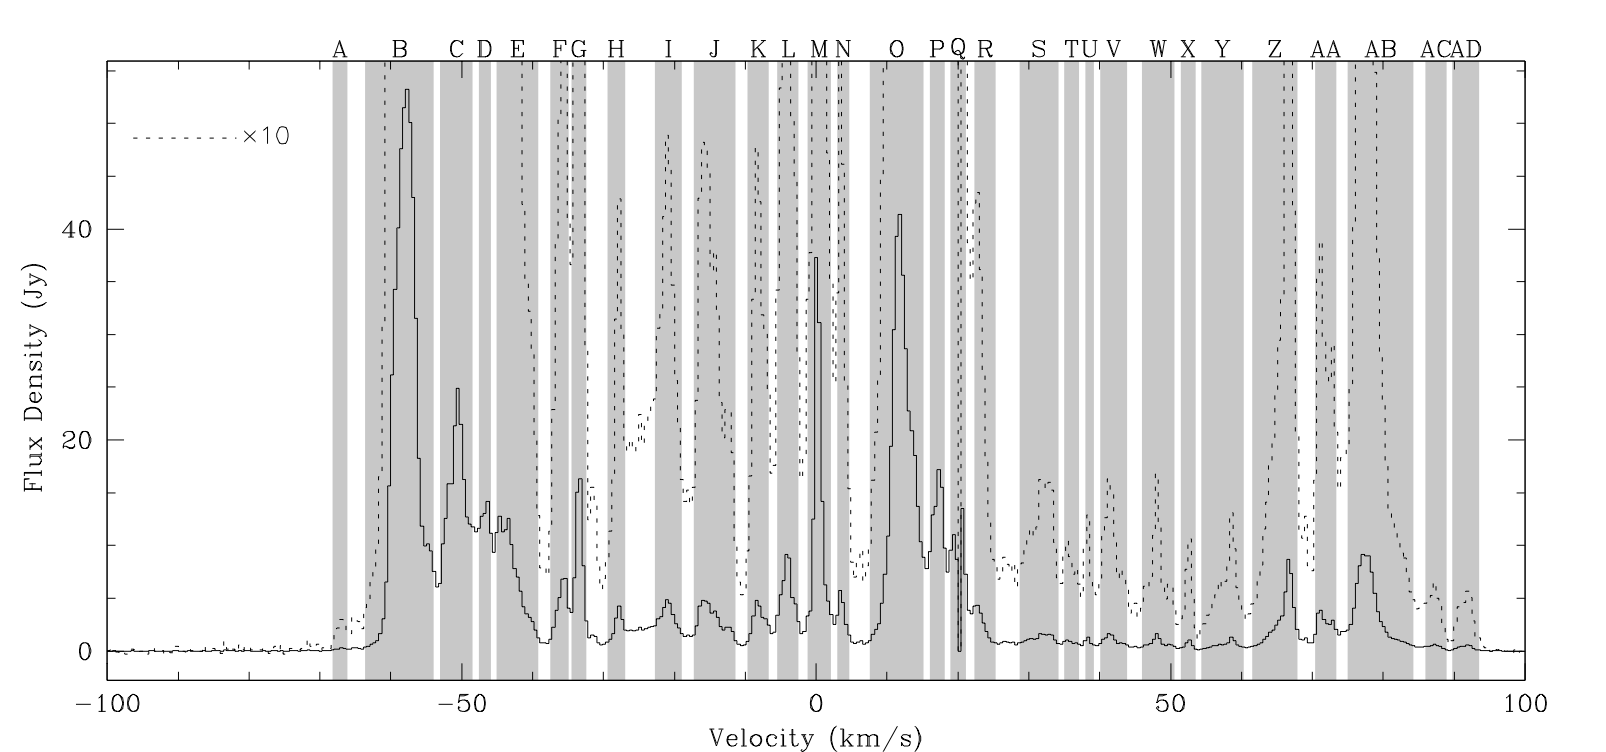 A B C D E F G H I J K L M N O P Q R S T U V W X Y Z AA AB AC AD
×10
40
20
0
Flux Density (Jy)
-100 -50 0 50 100
Velocity (km/s)